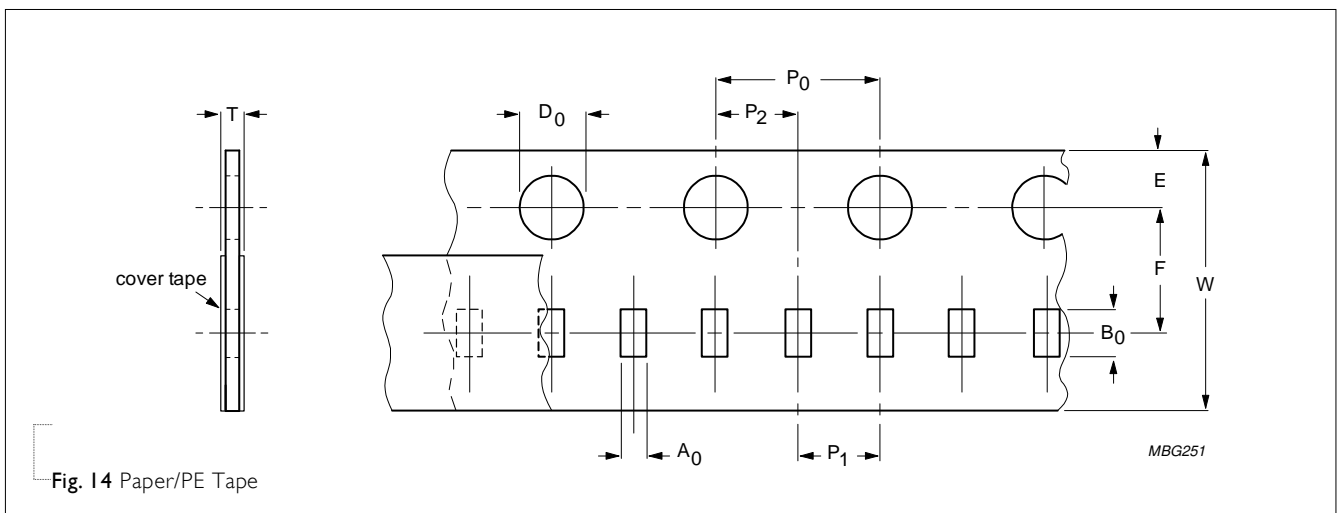 P0
T
D0
P2
E
F
W
cover tape
B0
A0
P1
MBG251
Fig. 14 Paper/PE Tape